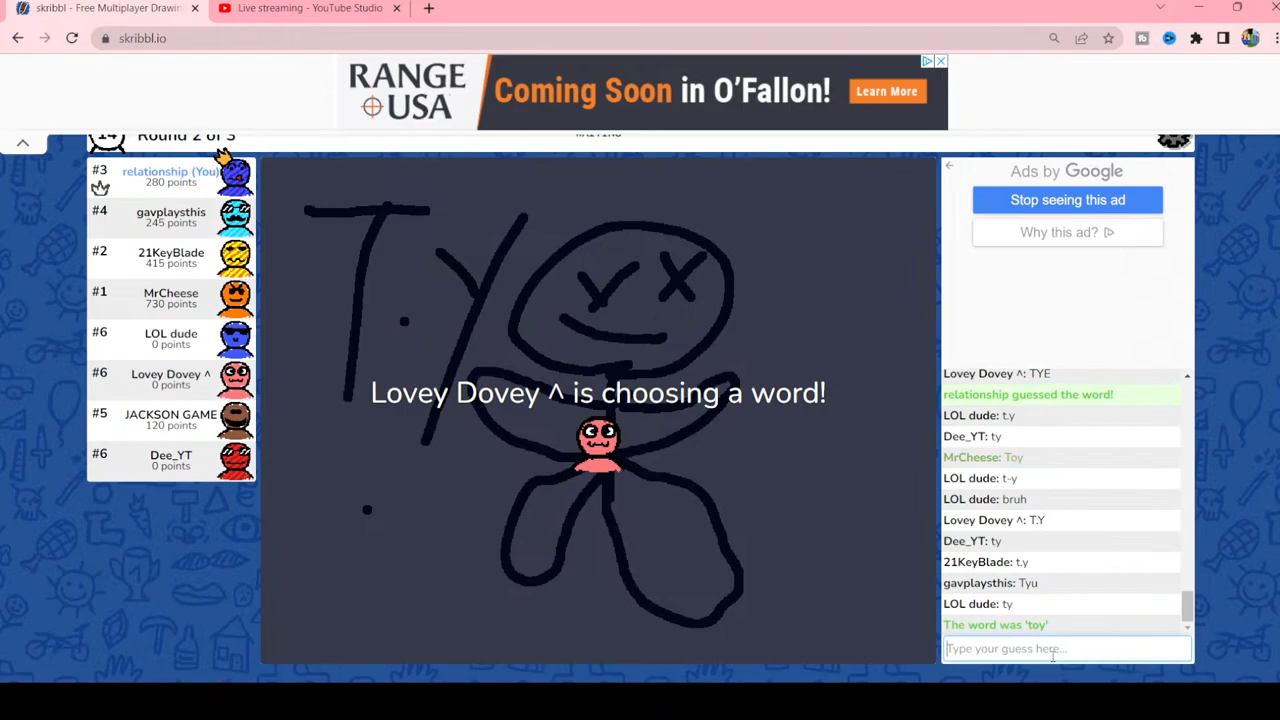 skribbl - Free Multiplayer Drawin
Live streaming - YouTube Studio
skribbl.io
RANGE
USA
Coming Soon in O'Fallon!
Learn More
Round 2 of 3
#3
relationship (You)
280 points
#4
gavplaysthis
245 points
#2
21KeyBlade
415 points
#1
MrCheese
730 points
#6
LOL dude
0 points
#6
Lovey Dovey ^
0 points
#5
JACKSON GAME
120 points
#6
Dee_YT
0 points
T.y
Lovey Dovey ^ is choosing a word!
Ads by Google
Stop seeing this ad
Why this ad?
Lovey Dovey ^: TYE
relationship guessed the word!
LOL dude: t.y
Dee_YT: ty
MrCheese: Toy
LOL dude: t-y
LOL dude: bruh
Lovey Dovey ^: T.Y
Dee_YT: ty
21KeyBlade: t.y
gavplaysthis: Tyu
LOL dude: ty
The word was 'toy'
Type your guess here...